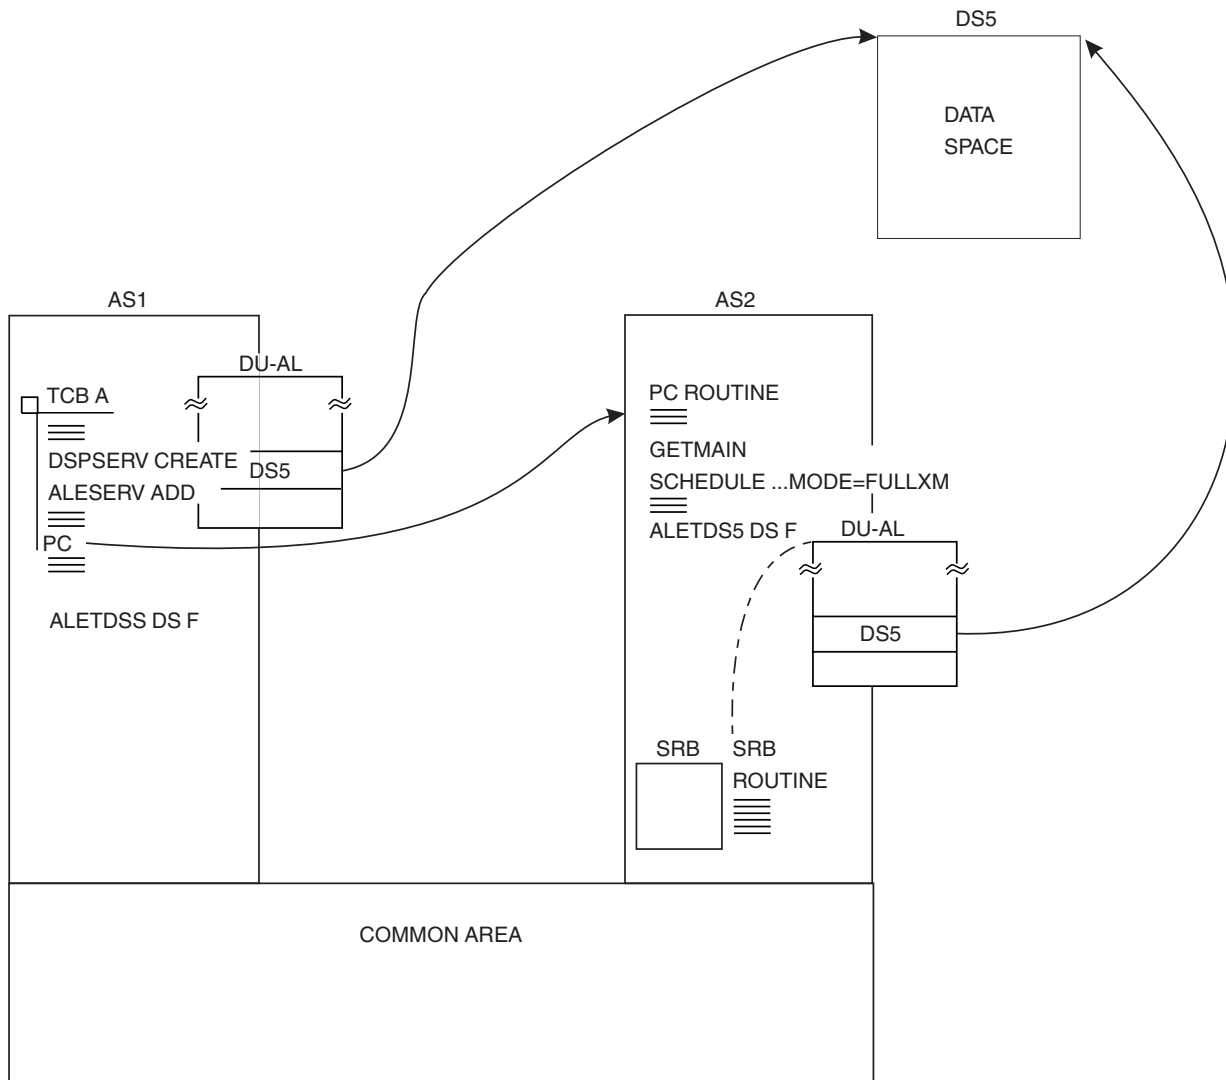 DS5
DATA
SPACE
AS1
AS2
DU-AL
TCB A
DSPSERV CREATE
DS5
ALESERV ADD
PC
ALETDSS DS F
PC ROUTINE
GETMAIN
SCHEDULE ...MODE=FULLXM
ALETDS5 DS F
DU-AL
DS5
SRB
SRB
ROUTINE
COMMON AREA